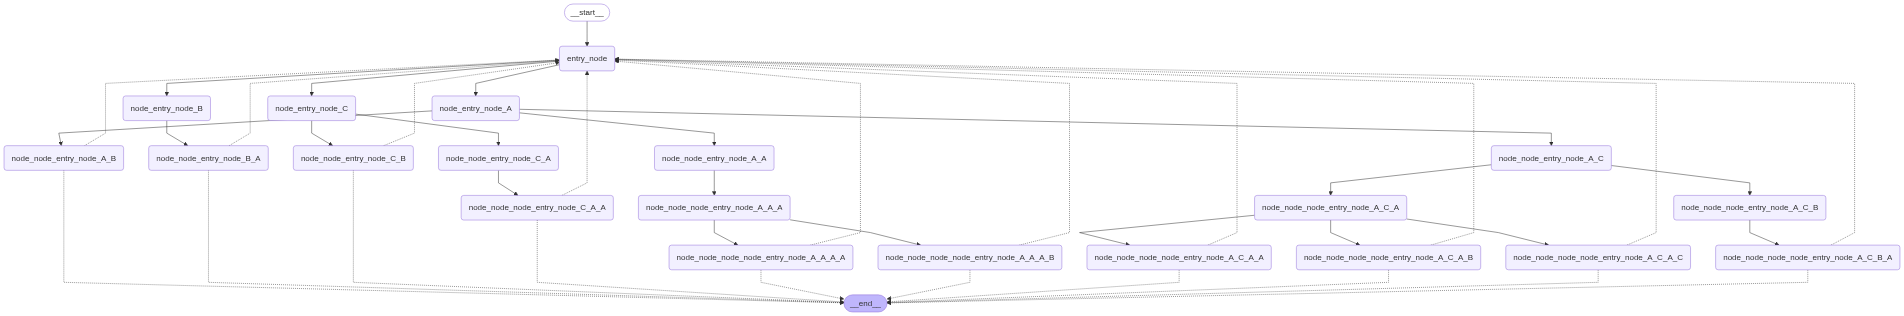 __start__
entry_node
node_entry_node_B
node_entry_node_C
node_entry_node_A
node_node_entry_node_A_B
node_node_entry_node_B_A
node_node_entry_node_C_B
node_node_entry_node_C_A
node_node_entry_node_A_A
node_node_entry_node_A_C
node_node_node_entry_node_C_A_A
node_node_node_entry_node_A_A_A
node_node_node_entry_node_A_C_A
node_node_node_entry_node_A_C_B
node_node_node_node_entry_node_A_A_A_A
node_node_node_node_entry_node_A_A_A_B
node_node_node_node_entry_node_A_C_A_A
node_node_node_node_entry_node_A_C_A_B
node_node_node_node_entry_node_A_C_A_C
node_node_node_node_entry_node_A_C_B_A
__end__